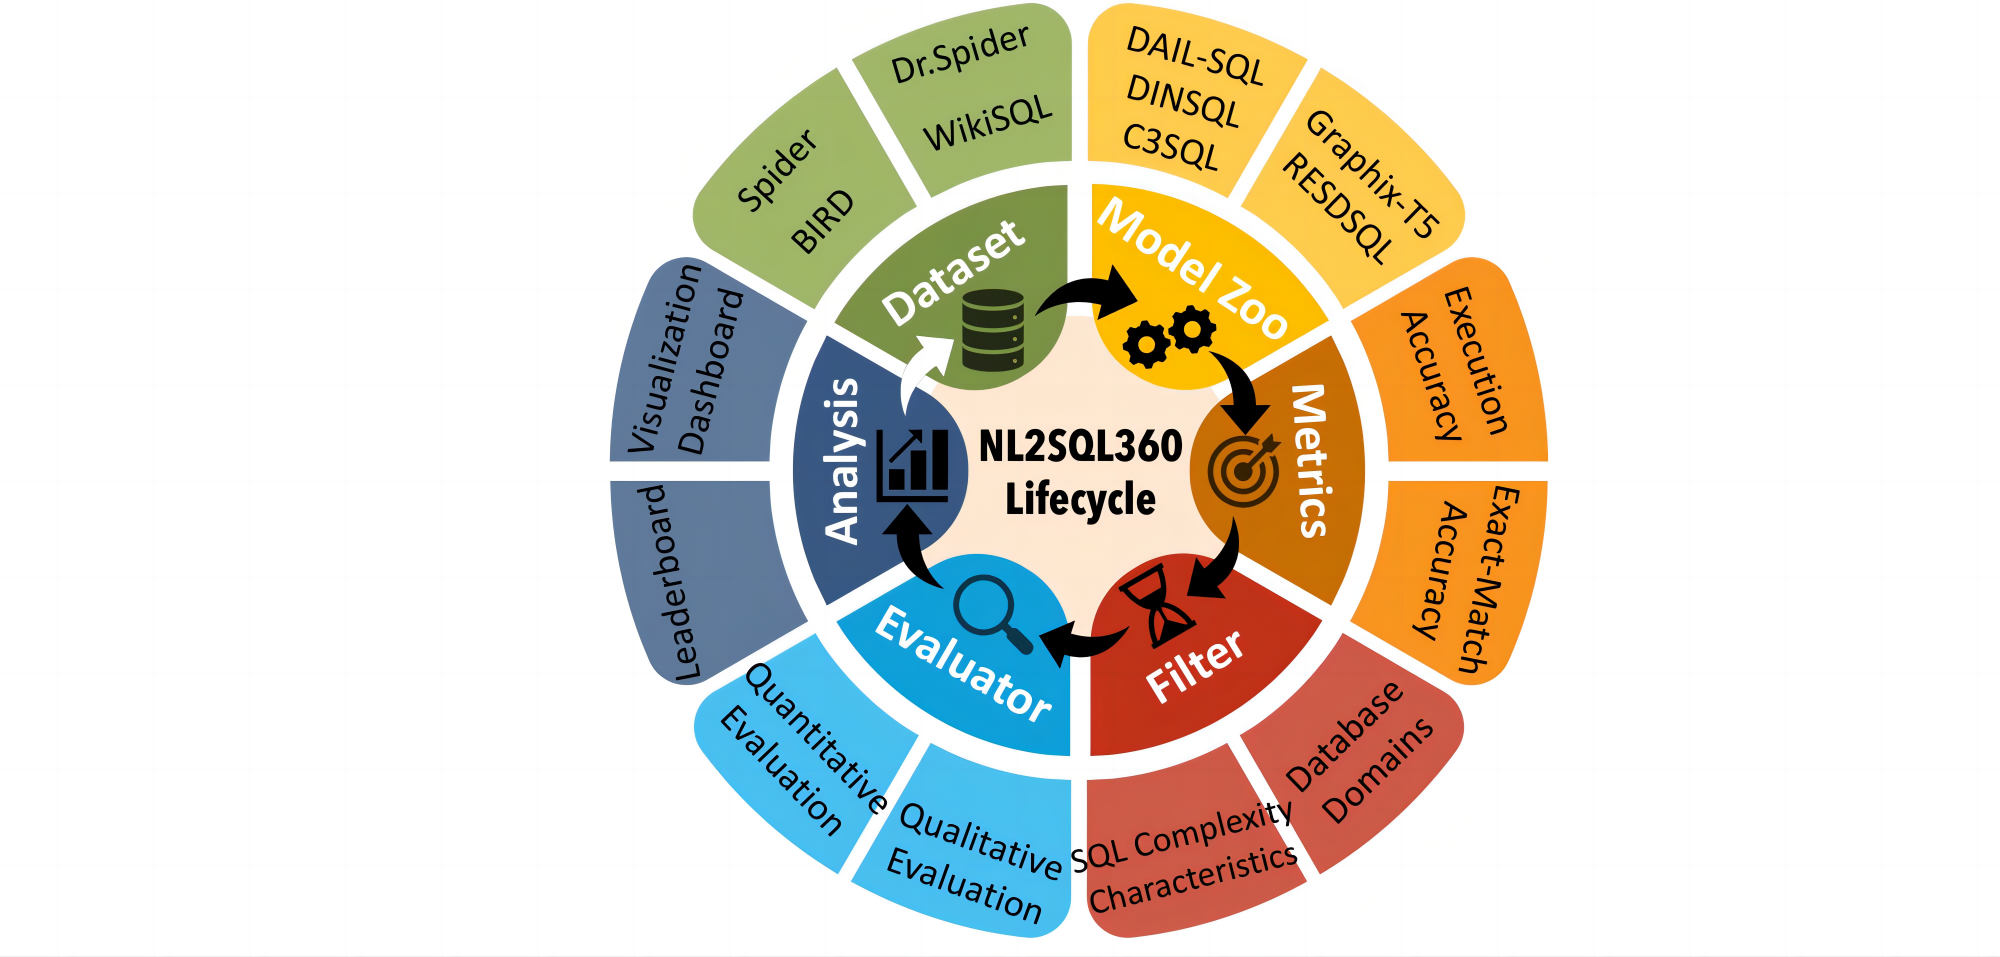 NL2SQL360
Lifecycle
Dataset
Spider
BIRD
Dr.Spider
WikiSQL
Model Zoo
DAIL-SQL
DINSQL
C3SQL
Graphix-T5
RESDSQL
Metrics
Execution
Accuracy
Exact-Match
Accuracy
Filter
Database
Domains
SQL Complexity
Characteristics
Evaluator
Qualitative
Evaluation
Quantitative
Evaluation
Analysis
Leaderboard
Visualization
Dashboard